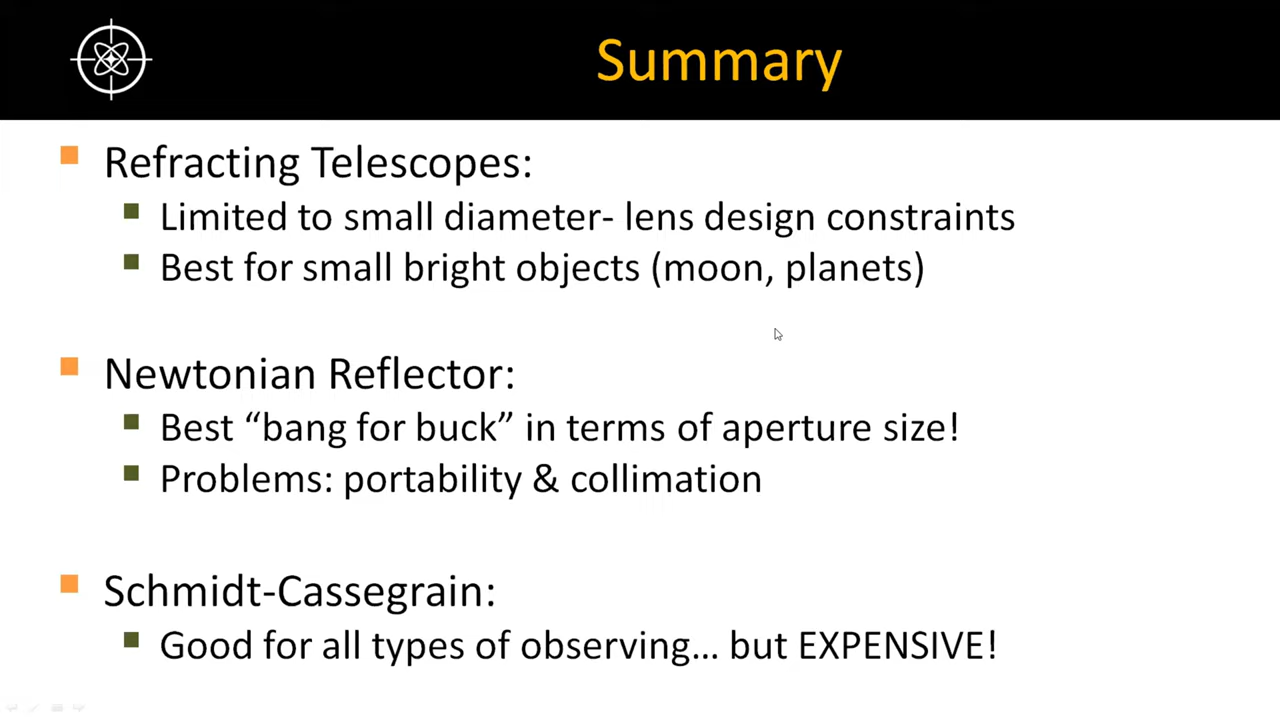 Summary
Refracting Telescopes:
Limited to small diameter- lens design constraints
Best for small bright objects (moon, planets)
Newtonian Reflector:
Best “bang for buck” in terms of aperture size!
Problems: portability & collimation
Schmidt-Cassegrain:
Good for all types of observing… but EXPENSIVE!